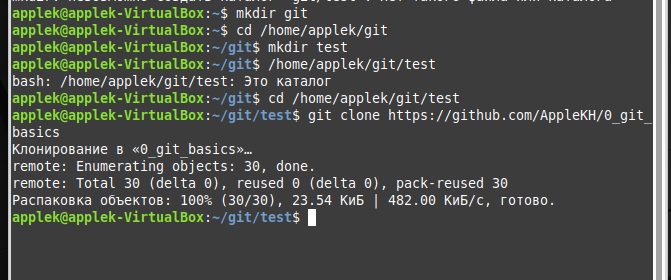 applek@applek-VirtualBox:~$ mkdir git
applek@applek-VirtualBox:~$ cd /home/applek/git
applek@applek-VirtualBox:~/git$ mkdir test
applek@applek-VirtualBox:~/git$ /home/applek/git/test
bash: /home/applek/git/test: Это каталог
applek@applek-VirtualBox:~/git$ cd /home/applek/git/test
applek@applek-VirtualBox:~/git/test$ git clone https://github.com/AppleKH/0_git_
basics
Клонирование в «0_git_basics»…
remote: Enumerating objects: 30, done.
remote: Total 30 (delta 0), reused 0 (delta 0), pack-reused 30
Распаковка объектов: 100% (30/30), 23.54 КиБ | 482.00 КиБ/с, готово.
applek@applek-VirtualBox:~/git/test$